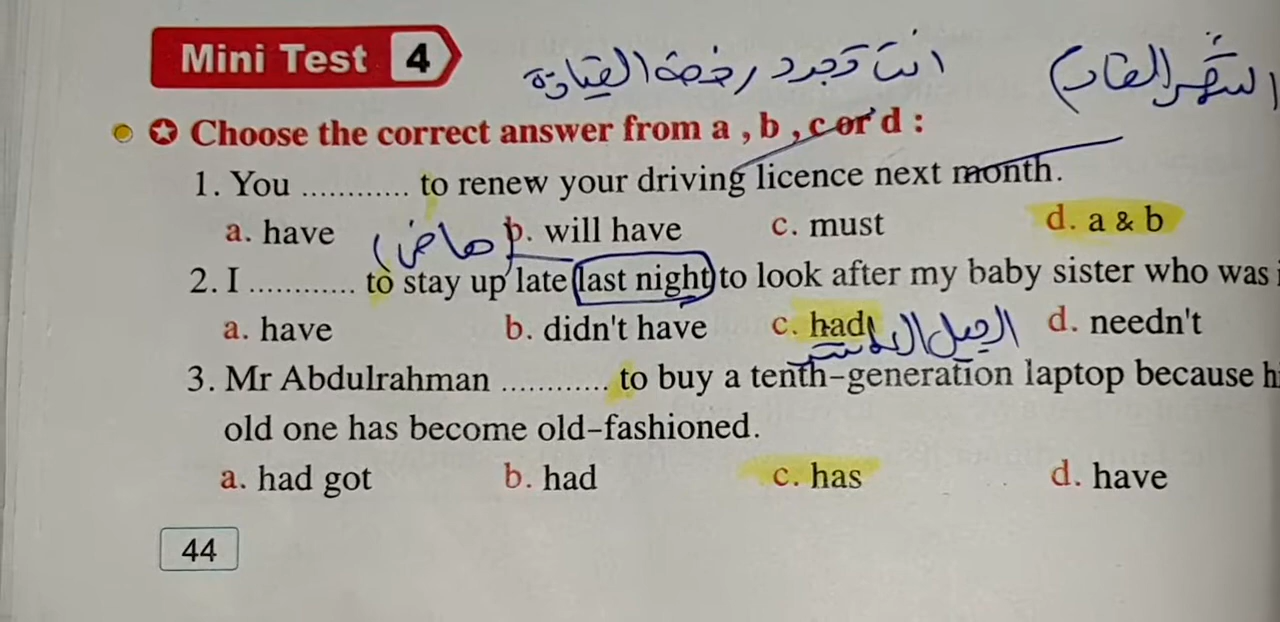 Mini Test 4
انت تجدد رخصة القيادة
الشهر القادم
Choose the correct answer from a , b , c or d :
1. You ............ to renew your driving licence next month.
a. have b. will have c. must d. a & b
(ماضي)
2. I ............ to stay up late last night to look after my baby sister who was
a. have b. didn't have c. had d. needn't
الجيل العاشر
3. Mr Abdulrahman ............ to buy a tenth-generation laptop because
old one has become old-fashioned.
a. had got b. had c. has d. have
44